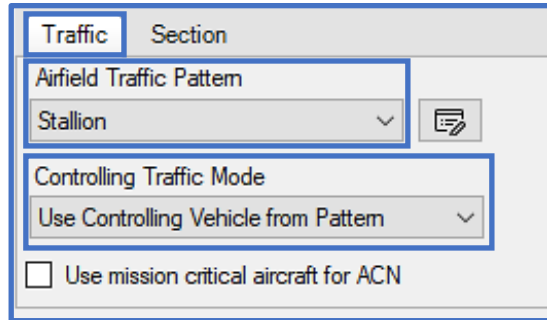 Traffic Section
Airfield Traffic Pattern
Stallion
Controlling Traffic Mode
Use Controlling Vehicle from Pattern
Use mission critical aircraft for ACN